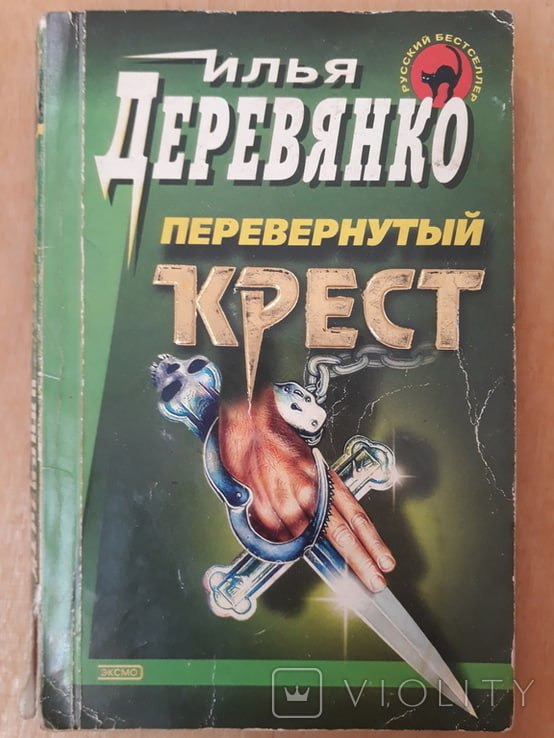 РУССКИЙ БЕСТСЕЛЛЕР
ИЛЬЯ
ДЕРЕВЯНКО
ПЕРЕВЕРНУТЫЙ
КРЕСТ
ЭКСМО
VIOLITY